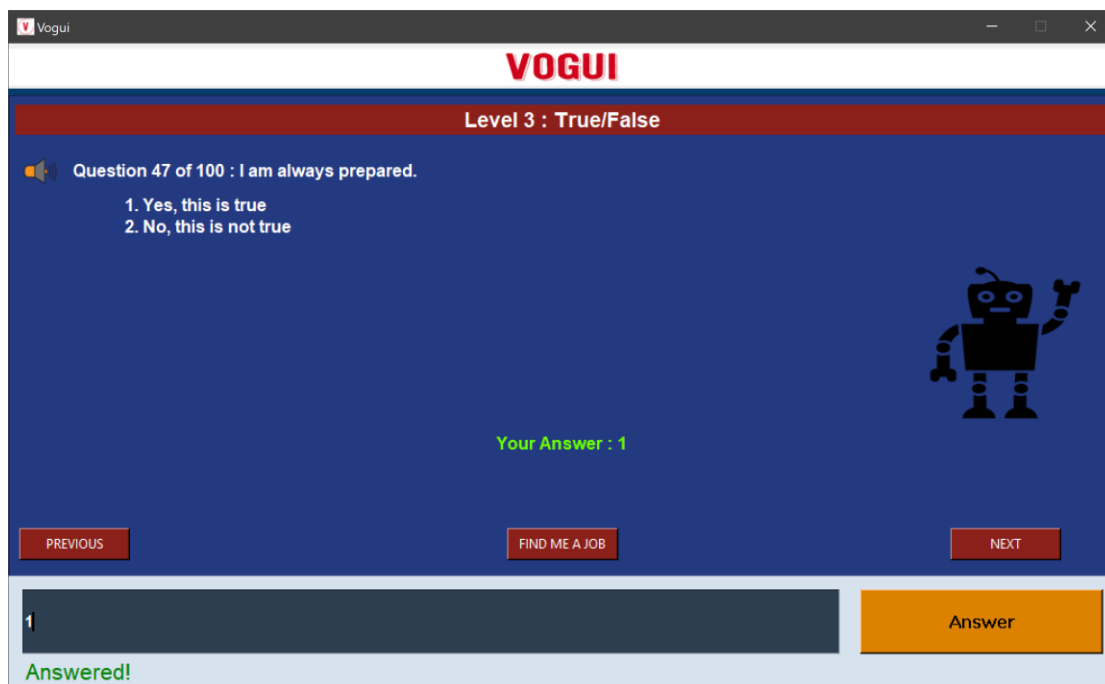 Vogui
VOGUI
Level 3 : True/False
Question 47 of 100 : I am always prepared.
1. Yes, this is true
2. No, this is not true
Your Answer : 1
PREVIOUS
FIND ME A JOB
NEXT
1
Answer
Answered!